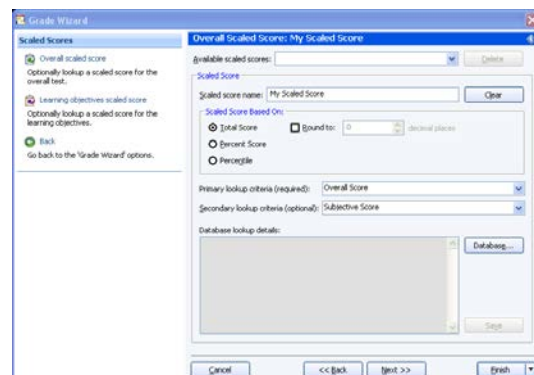 Grade Wizard
Scaled Scores
Overall scaled score
Optionally lookup a scaled score for the
overall test.
Learning objectives scaled score
Optionally lookup a scaled score for the
learning objectives.
Back
Go back to the 'Grade Wizard' options.
Overall Scaled Score: My Scaled Score
Available scaled scores:
Delete
Scaled Score
Scaled score name: My Scaled Score
Clear
Scaled Score Based On:
Total Score
Round to: 0 decimal places
Percent Score
Percentile
Primary lookup criteria (required): Overall Score
Secondary lookup criteria (optional): Subjective Score
Database lookup details:
Database...
Save
Cancel
<< Back
Next >>
Finish